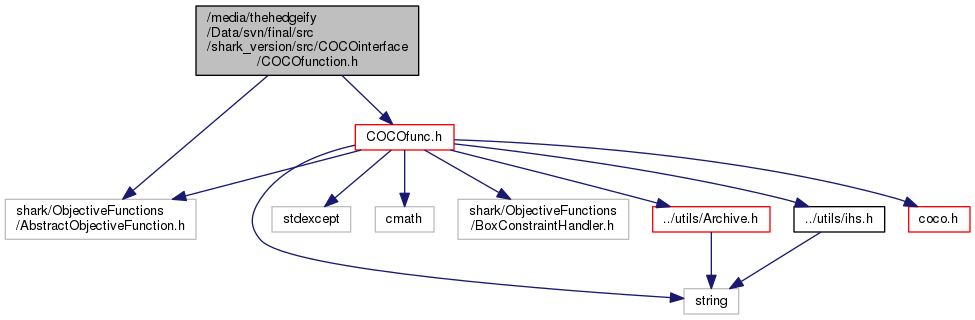 /media/thehedgeify
/Data/svn/final/src
/shark_version/src/COCOinterface
/COCOfunction.h
COCOfunc.h
shark/ObjectiveFunctions
/AbstractObjectiveFunction.h
stdexcept
cmath
shark/ObjectiveFunctions
/BoxConstraintHandler.h
../utils/Archive.h
../utils/ihs.h
coco.h
string